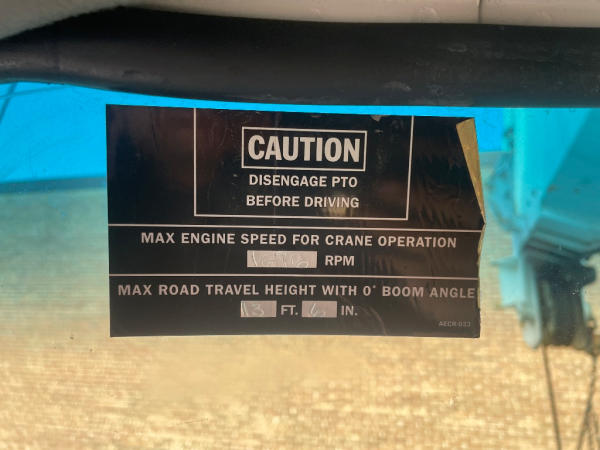 CAUTION
DISENGAGE PTO
BEFORE DRIVING
MAX ENGINE SPEED FOR CRANE OPERATION
RPM
MAX ROAD TRAVEL HEIGHT WITH 0° BOOM ANGLE
13 FT. 6 IN.
AECR-033